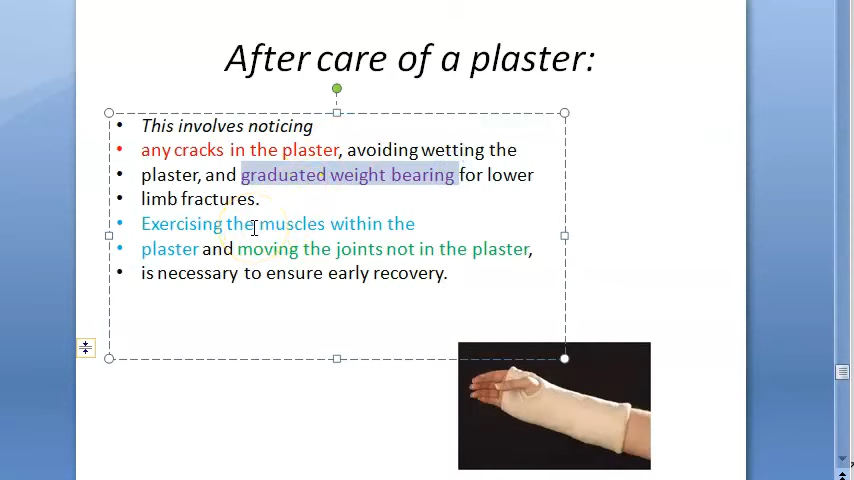 After care of a plaster:
• This involves noticing
• any cracks in the plaster, avoiding wetting the
• plaster, and graduated weight bearing for lower
• limb fractures.
• Exercising the muscles within the
• plaster and moving the joints not in the plaster,
• is necessary to ensure early recovery.